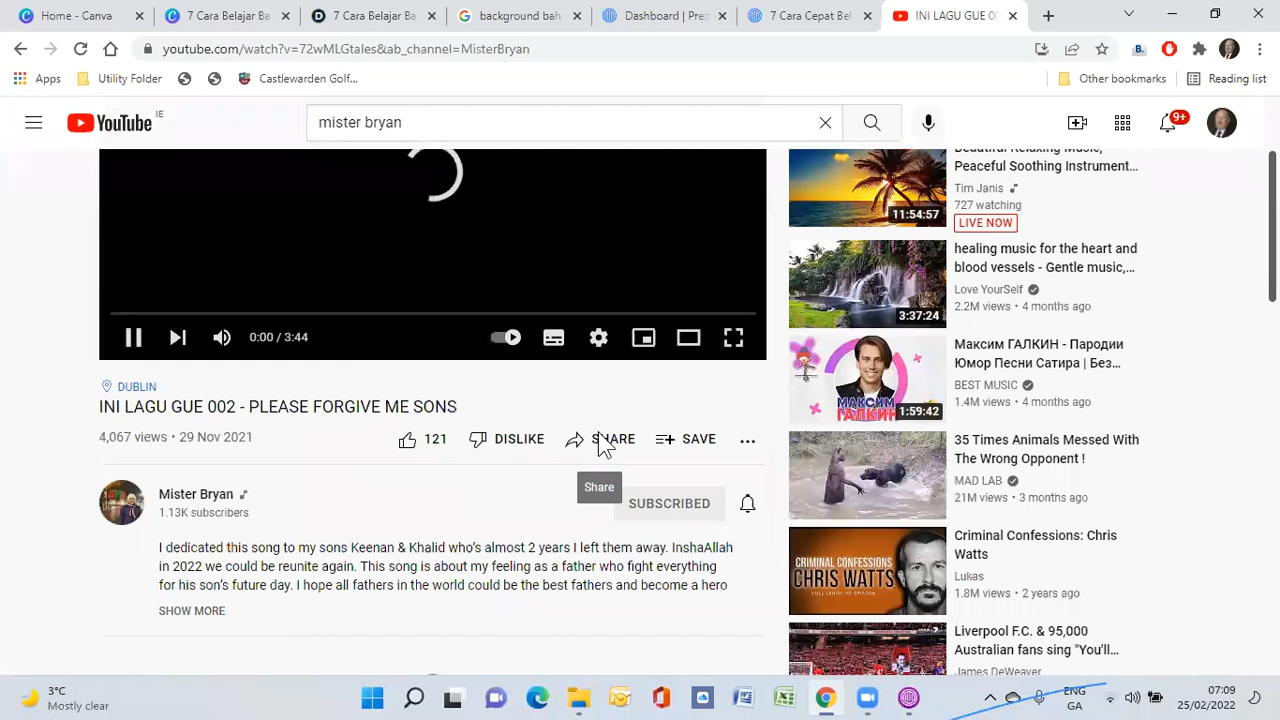 Cara Belajar Ba
7 Cara Belajar Ba
background bah
Dashboard | Pres
7 Cara Capat Bel
INI LAGU GUE 00
youtube.com/watch?v=72wMLGtales&ab_channel=MisterBryan
Apps
Utility Folder
Castlewarden Golf...
Other bookmarks
Reading list
B.
YouTube IE
mister bryan
9+
0:00 / 3:44
DUBLIN
INI LAGU GUE 002 - PLEASE FORGIVE ME SONS
4,067 views • 29 Nov 2021
121
DISLIKE
SHARE
SAVE
Share
Mister Bryan
1.13K subscribers
SUBSCRIBED
I dedicated this song to my sons Keenan & Khalid who's almost 2 years I left them away. InshaAllah
in 2022 we could be reunite again. This song is about my feeling as a father who fight everything
for his son's future day. I hope all fathers in the world could be the best fathers and become a hero
SHOW MORE
Beautiful Relaxing Music,
Peaceful Soothing Instrument...
Tim Janis
727 watching
LIVE NOW
11:54:57
healing music for the heart and
blood vessels - Gentle music,...
Love YourSelf
2.2M views • 4 months ago
3:37:24
Максим ГАЛКИН - Пародии
Юмор Песни Сатира | Без...
BEST MUSIC
1.4M views • 4 months ago
МАКСИМ
ГАЛКИН
1:59:42
35 Times Animals Messed With
The Wrong Opponent !
MAD LAB
21M views • 3 months ago
Criminal Confessions: Chris
Watts
Lukas
1.8M views • 2 years ago
CRIMINAL CONFESSIONS
CHRIS
WATTS
Liverpool F.C. & 95,000
Australian fans sing "You'll...
James DeWeaver
3°C
Mostly clear
ENG
GA
07:09
25/02/2022